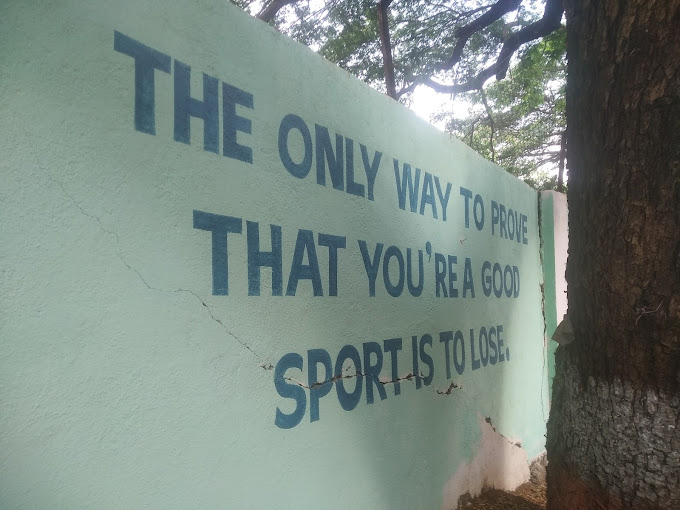 THE ONLY WAY TO PROVE
THAT YOU'RE A GOOD
SPORT IS TO LOSE.